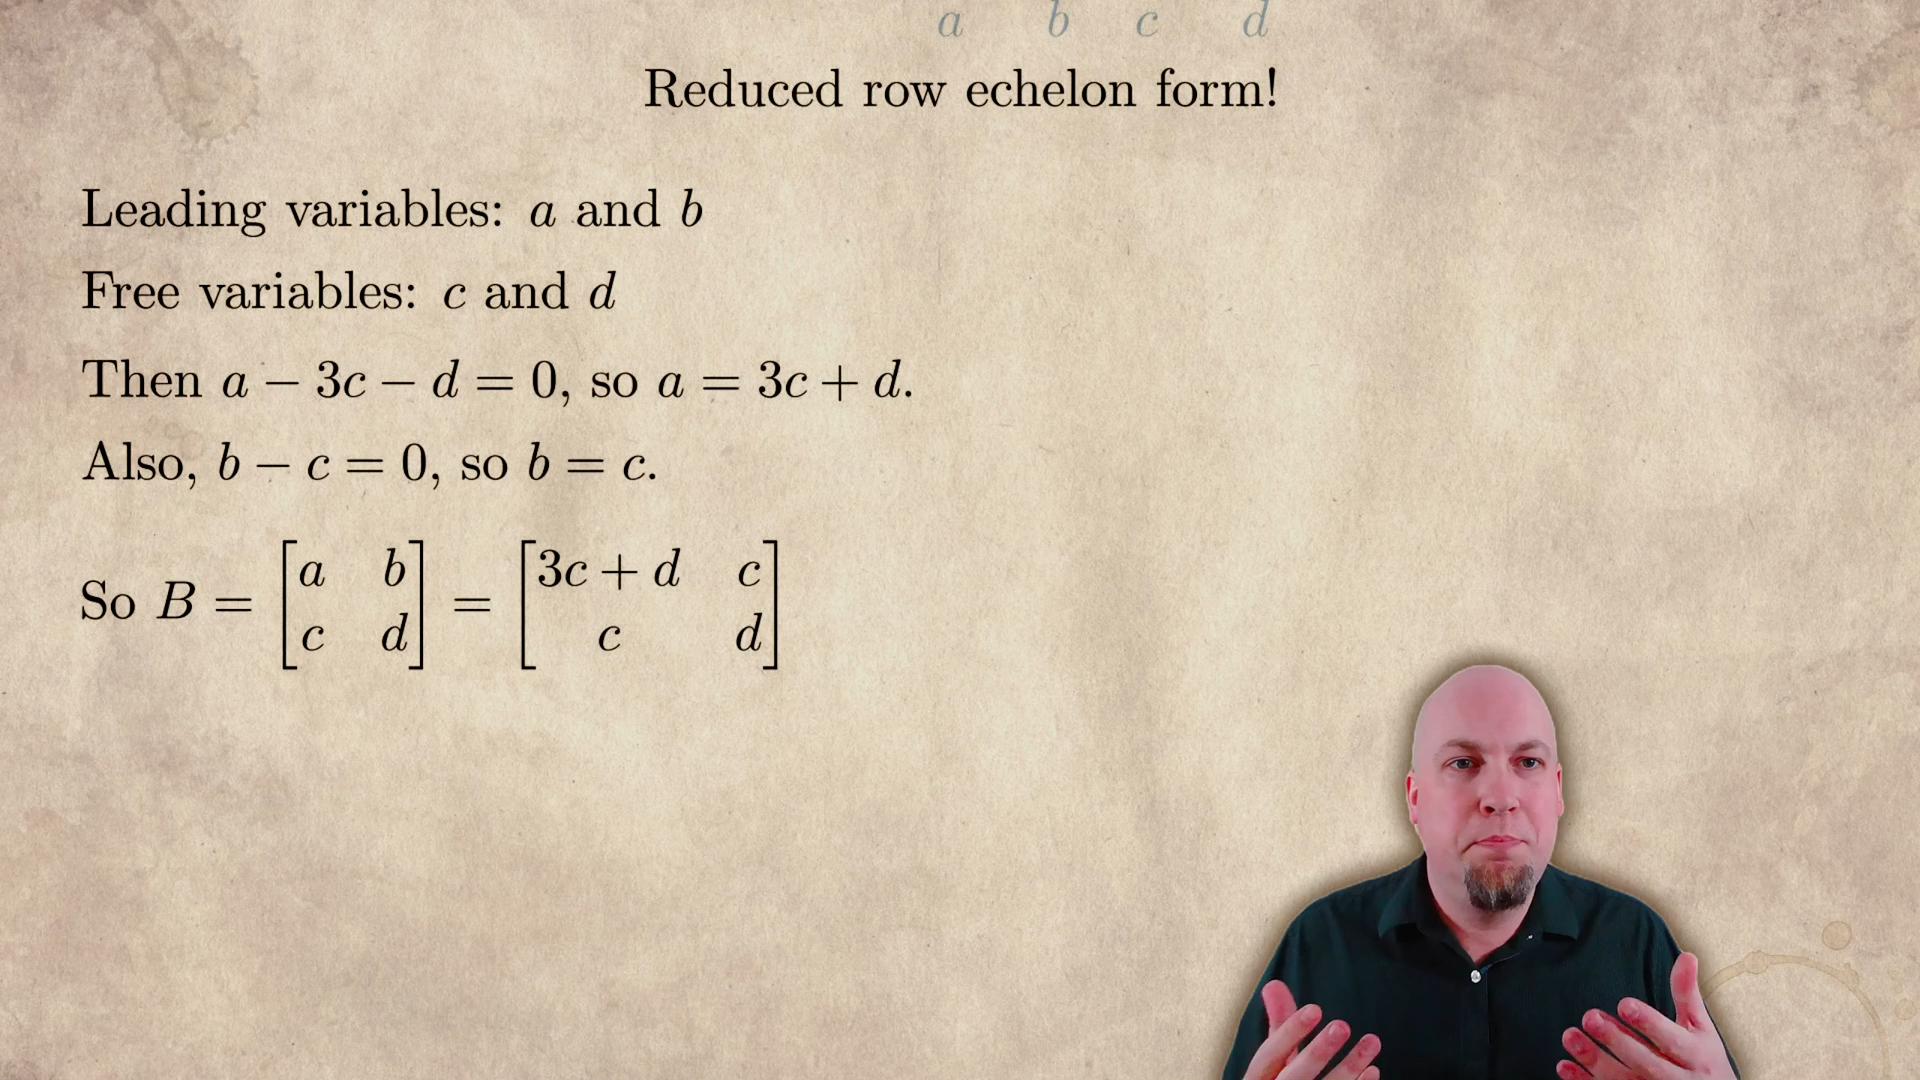 a b c d
Reduced row echelon form!
Leading variables: a and b
Free variables: c and d
Then a − 3c − d = 0, so a = 3c + d.
Also, b − c = 0, so b = c.
So B = [a b; c d] = [3c + d c; c d]